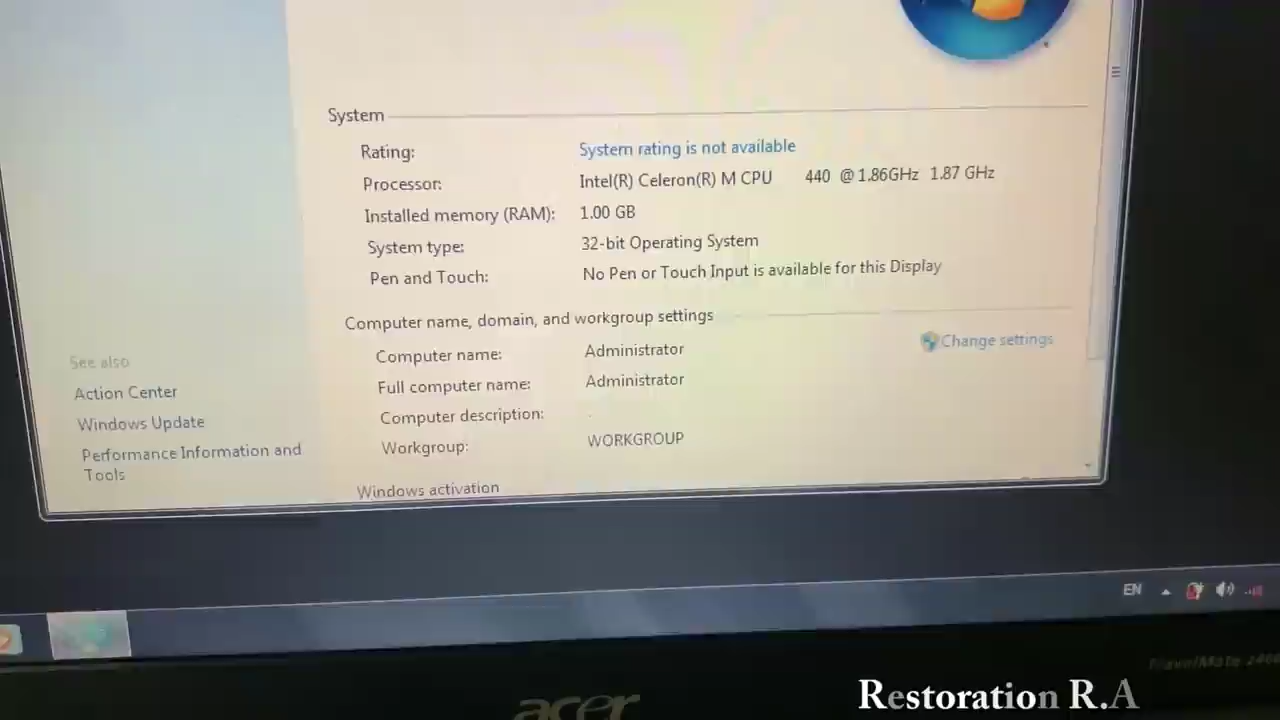 System
Rating: System rating is not available
Processor: Intel(R) Celeron(R) M CPU 440 @ 1.86GHz 1.87 GHz
Installed memory (RAM): 1.00 GB
System type: 32-bit Operating System
Pen and Touch: No Pen or Touch Input is available for this Display
Computer name, domain, and workgroup settings
Computer name: Administrator
Change settings
Full computer name: Administrator
Computer description:
Workgroup: WORKGROUP
Windows activation
See also
Action Center
Windows Update
Performance Information and
Tools
EN
TravelMate
acer
Restoration R.A